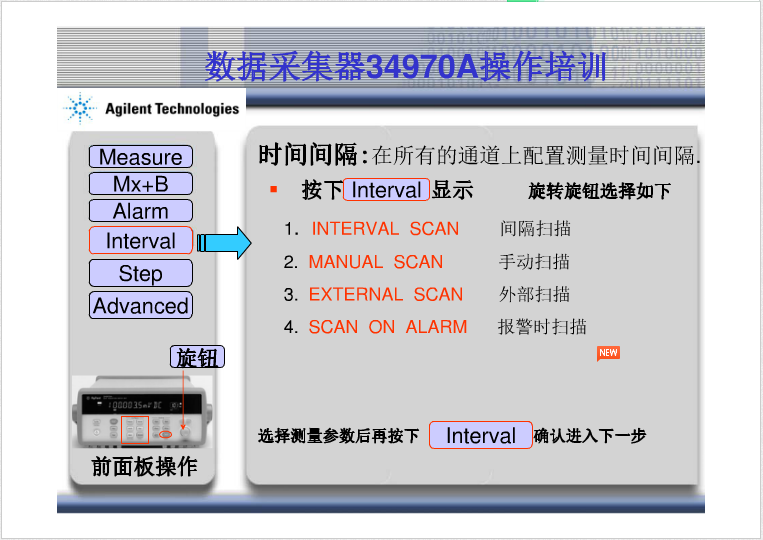 数据采集器34970A操作培训
Agilent Technologies
Measure
Mx+B
Alarm
Interval
Step
Advanced
旋钮
前面板操作
时间间隔:在所有的通道上配置测量时间间隔.
按下 Interval 显示 旋转旋钮选择如下
1. INTERVAL SCAN 间隔扫描
2. MANUAL SCAN 手动扫描
3. EXTERNAL SCAN 外部扫描
4. SCAN ON ALARM 报警时扫描
NEW
选择测量参数后再按下 Interval 确认进入下一步